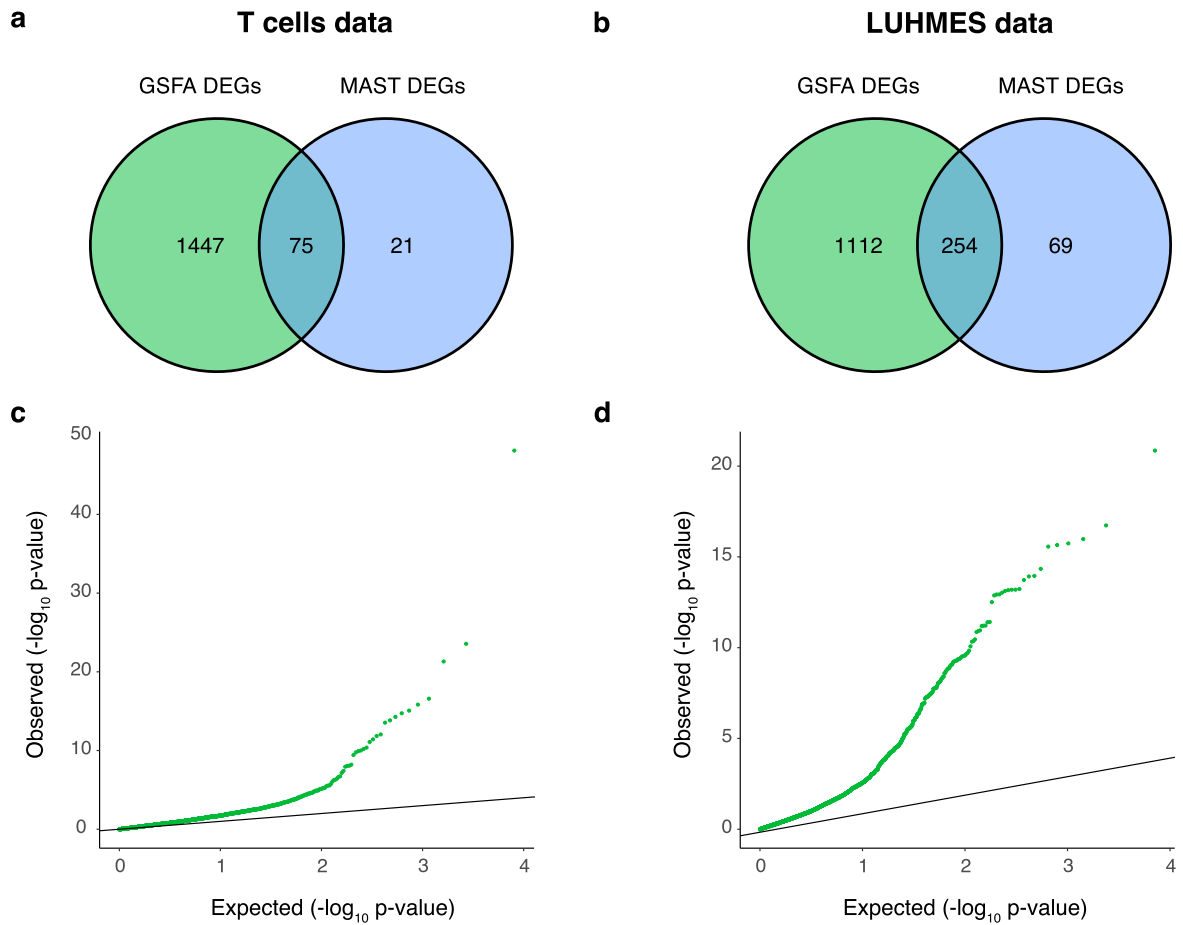 a
T cells data
GSFA DEGs
MAST DEGs
1447
75
21
b
LUHMES data
GSFA DEGs
MAST DEGs
1112
254
69
c
50
40
30
20
10
0
Observed (-log10 p-value)
0
1
2
3
4
Expected (-log10 p-value)
d
20
15
10
5
0
Observed (-log10 p-value)
0
1
2
3
4
Expected (-log10 p-value)